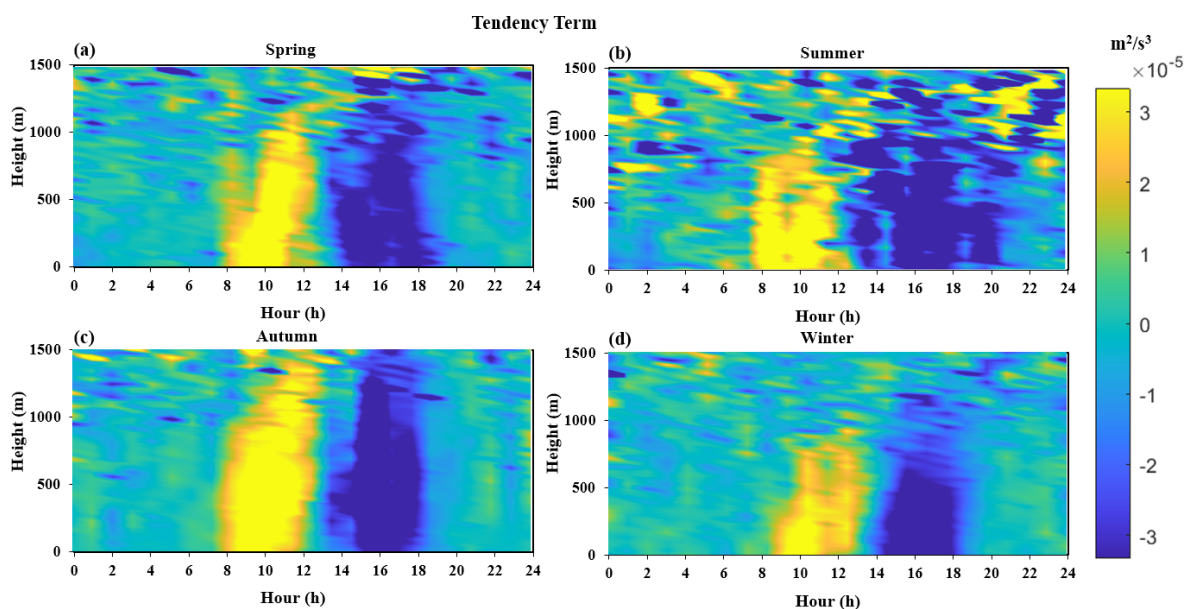 Tendency Term
(a) Spring
1500
1000
500
0
Height (m)
0 2 4 6 8 10 12 14 16 18 20 22 24
Hour (h)
(b) Summer
1500
1000
500
0
Height (m)
0 2 4 6 8 10 12 14 16 18 20 22 24
Hour (h)
(c) Autumn
1500
1000
500
0
Height (m)
0 2 4 6 8 10 12 14 16 18 20 22 24
Hour (h)
(d) Winter
1500
1000
500
0
Height (m)
0 2 4 6 8 10 12 14 16 18 20 22 24
Hour (h)
m²/s³
×10⁻⁵
3
2
1
0
-1
-2
-3